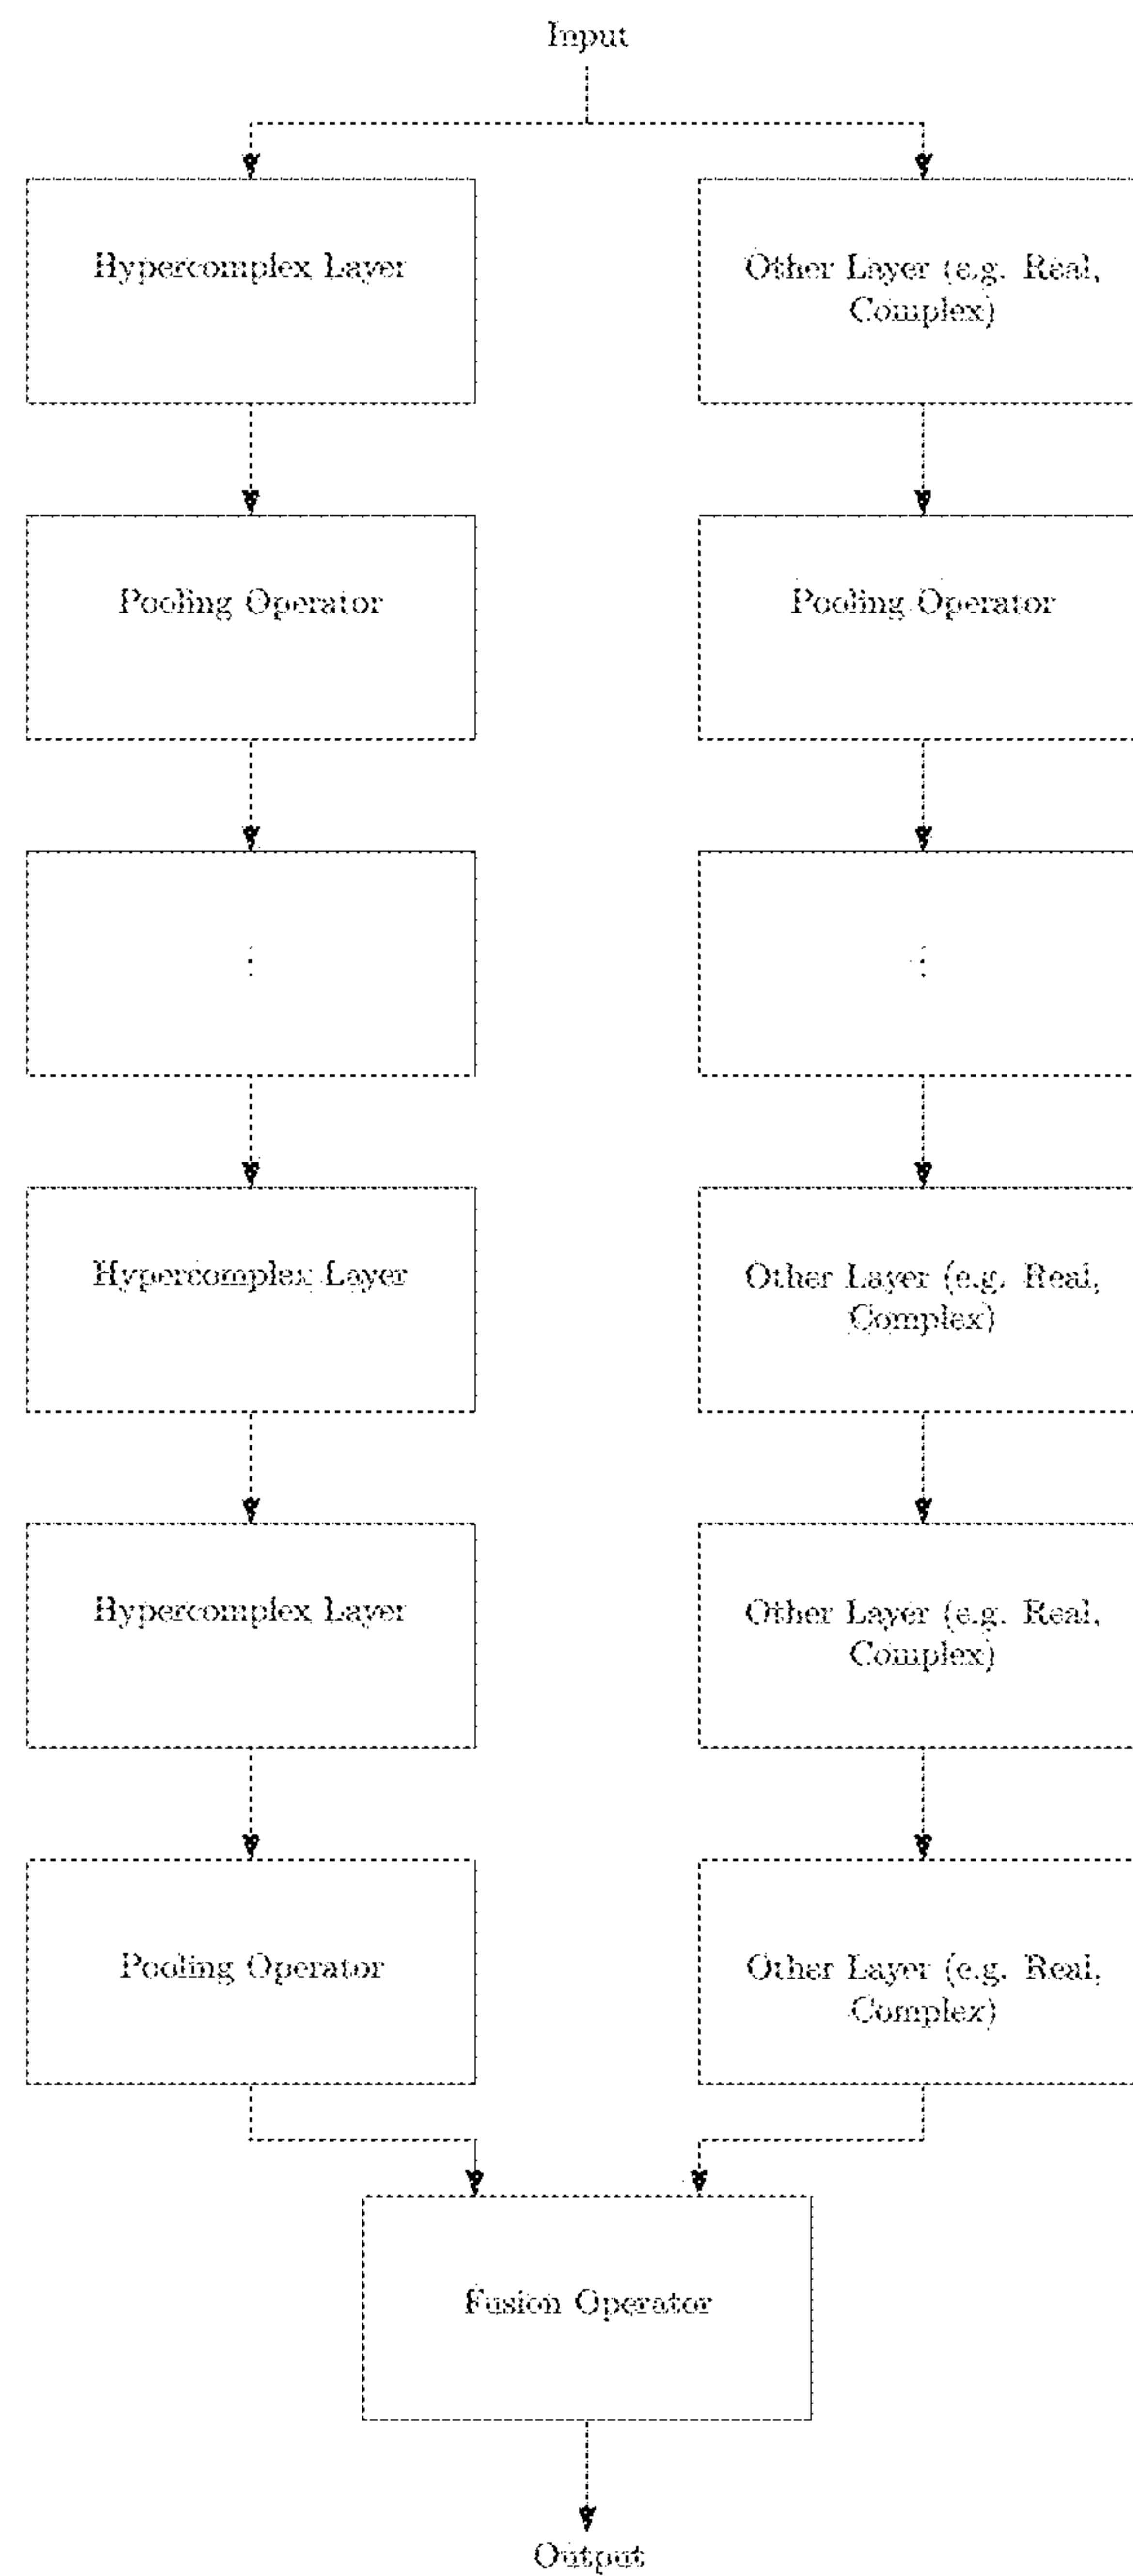 Input
Hypercomplex Layer
Other Layer (e.g. Real,
Complex)
Pooling Operator
Pooling Operator
⋮
⋮
Hypercomplex Layer
Other Layer (e.g. Real,
Complex)
Hypercomplex Layer
Other Layer (e.g. Real,
Complex)
Pooling Operator
Other Layer (e.g. Real,
Complex)
Fusion Operator
Output